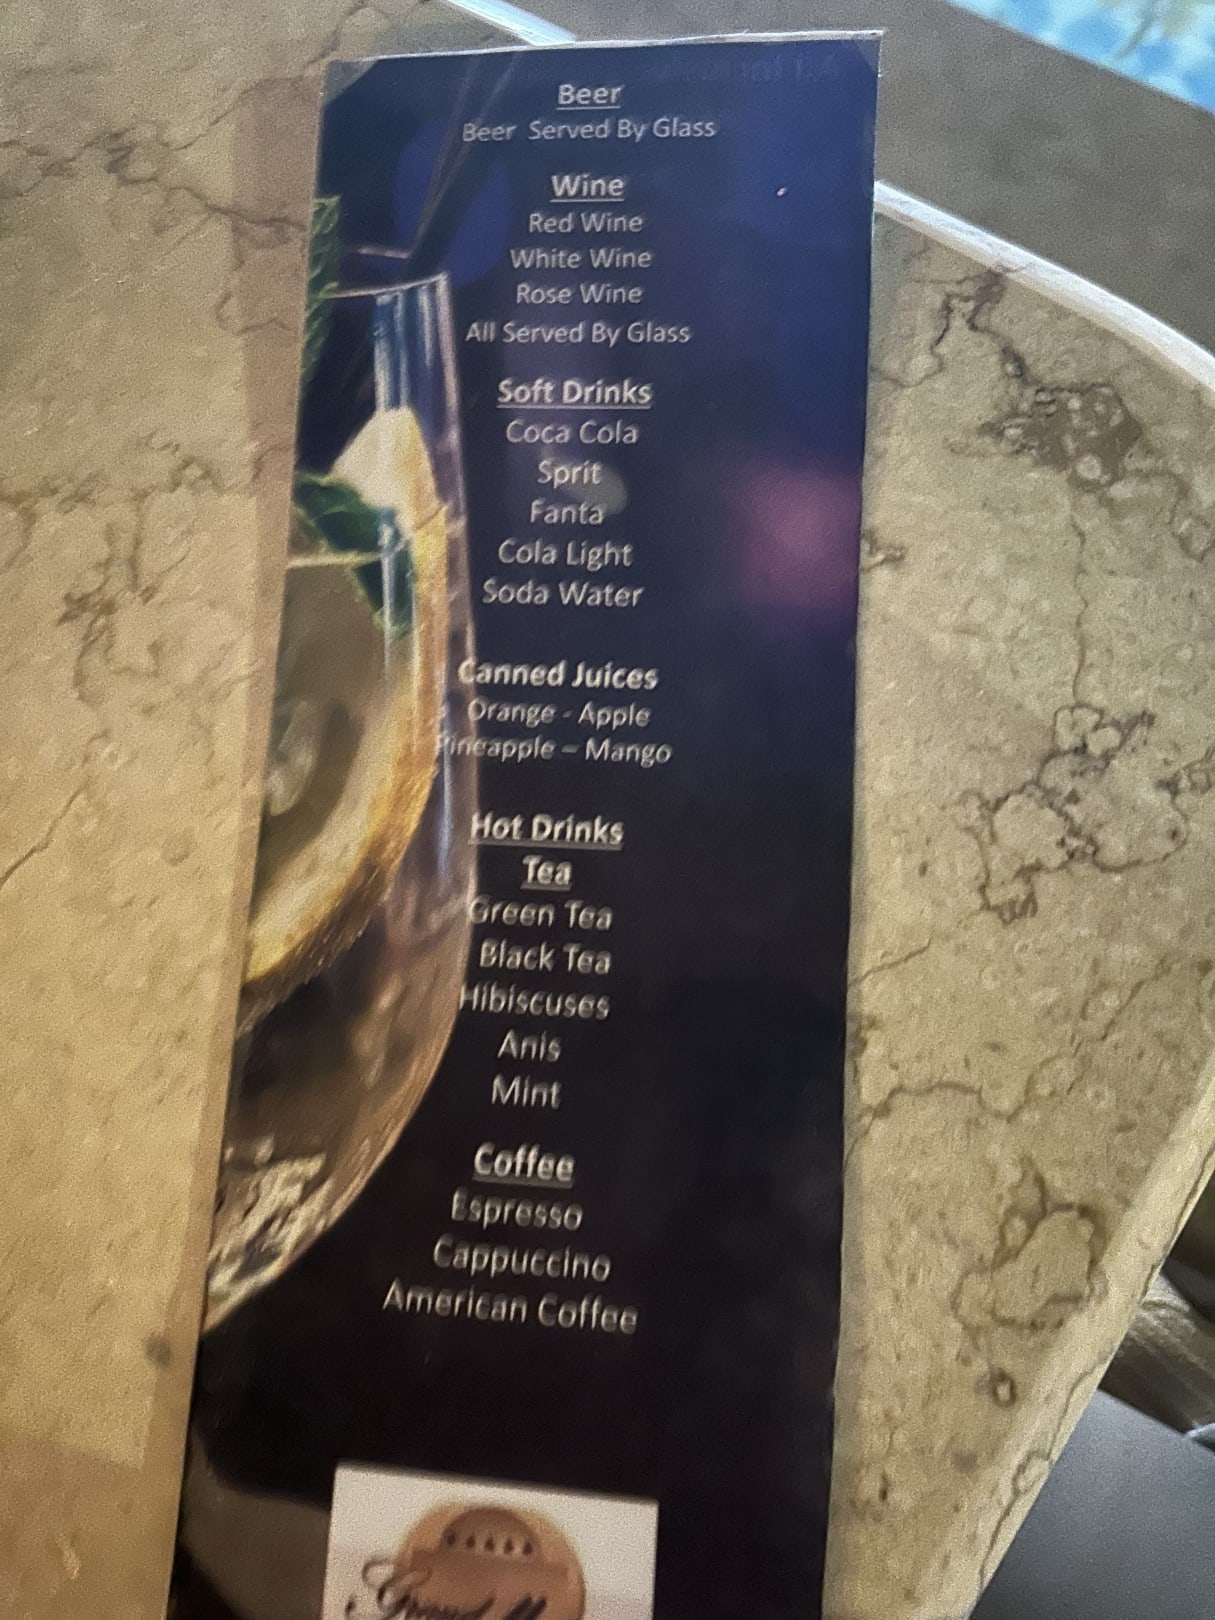 Beer
Beer Served By Glass
Wine
Red Wine
White Wine
Rose Wine
All Served By Glass
Soft Drinks
Coca Cola
Sprit
Fanta
Cola Light
Soda Water
Canned Juices
Orange - Apple
Pineapple – Mango
Hot Drinks
Tea
Green Tea
Black Tea
Hibiscuses
Anis
Mint
Coffee
Espresso
Cappuccino
American Coffee
Grand